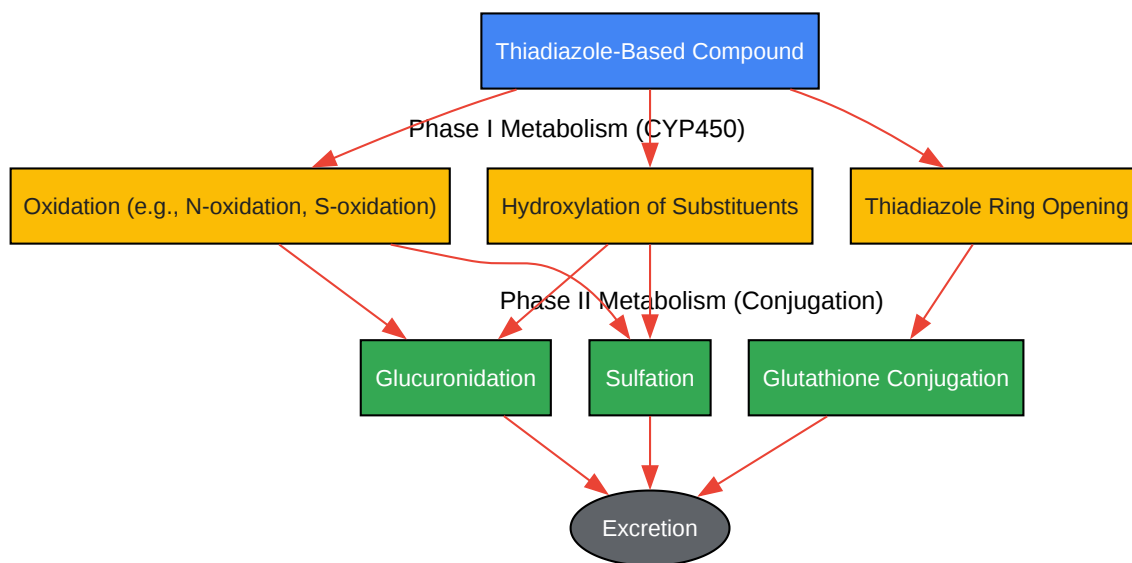 Thiadiazole-Based Compound
Phase I Metabolism (CYP450)
Oxidation (e.g., N-oxidation, S-oxidation)
Hydroxylation of Substituents
Thiadiazole Ring Opening
Phase II Metabolism (Conjugation)
Glucuronidation
Sulfation
Glutathione Conjugation
Excretion